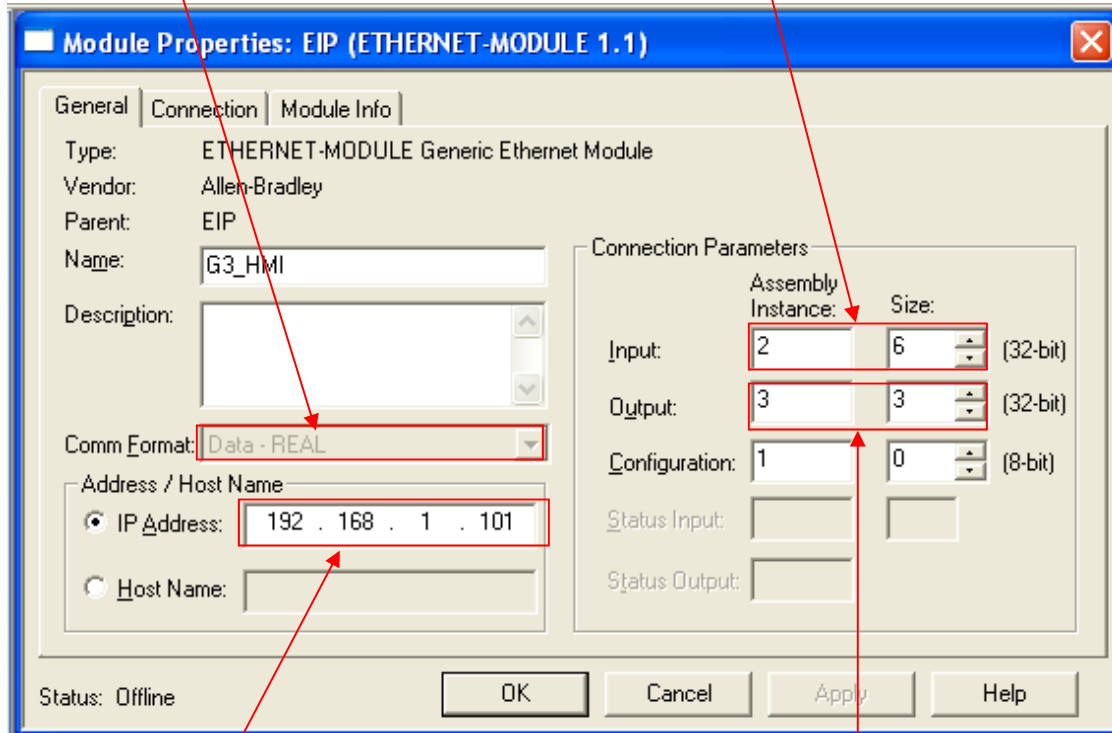 Module Properties: EIP (ETHERNET-MODULE 1.1)
General Connection Module Info
Type: ETHERNET-MODULE Generic Ethernet Module
Vendor: Allen-Bradley
Parent: EIP
Name: G3_HMI
Description:
Comm Format: Data - REAL
Address / Host Name
IP Address: 192 . 168 . 1 . 101
Host Name:
Connection Parameters
Assembly
Instance: Size:
Input: 2 6 (32-bit)
Output: 3 3 (32-bit)
Configuration: 1 0 (8-bit)
Status Input:
Status Output:
Status: Offline OK Cancel Apply Help